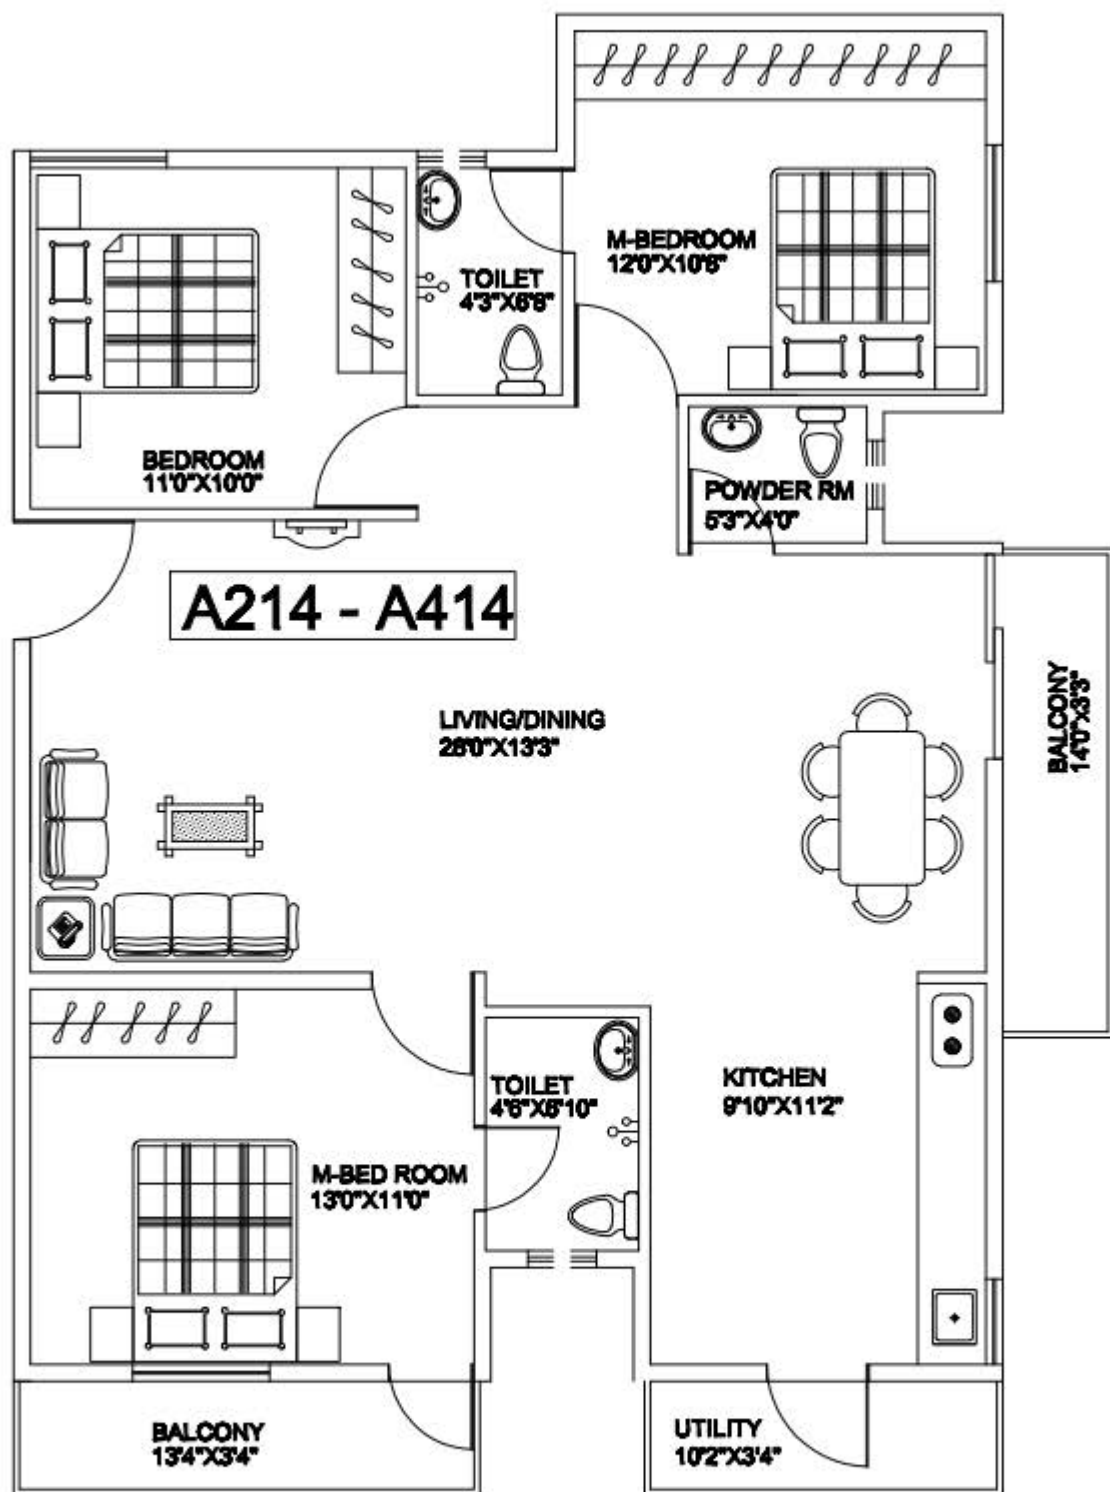 M-BEDROOM
12'0"X10'6"
TOILET
4'3"X6'8"
BEDROOM
11'0"X10'0"
POWDER RM
5'3"X4'0"
A214 - A414
LIVING/DINING
28'0"X13'3"
BALCONY
14'0"X3'3"
KITCHEN
9'10"X11'2"
TOILET
4'6"X6'10"
M-BED ROOM
13'0"X11'0"
BALCONY
13'4"X3'4"
UTILITY
10'2"X3'4"